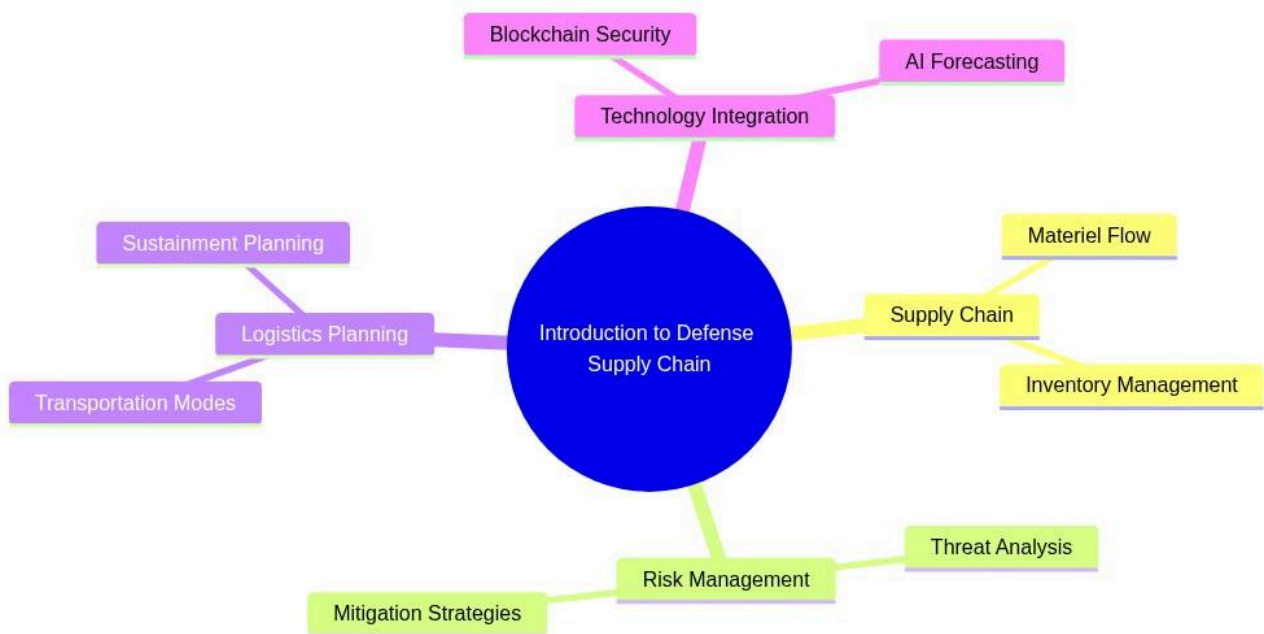 Blockchain Security
AI Forecasting
Technology Integration
Sustainment Planning
Materiel Flow
Logistics Planning
Introduction to Defense
Supply Chain
Supply Chain
Transportation Modes
Inventory Management
Threat Analysis
Risk Management
Mitigation Strategies